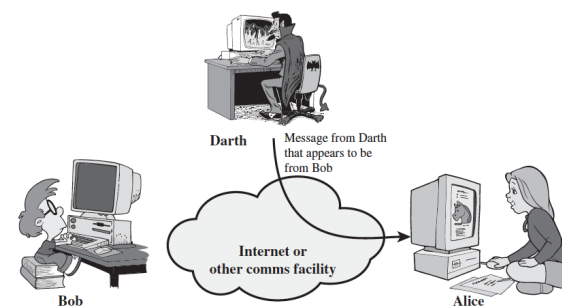 Darth
Message from Darth
that appears to be
from Bob
Internet or
other comms facility
Bob
Alice